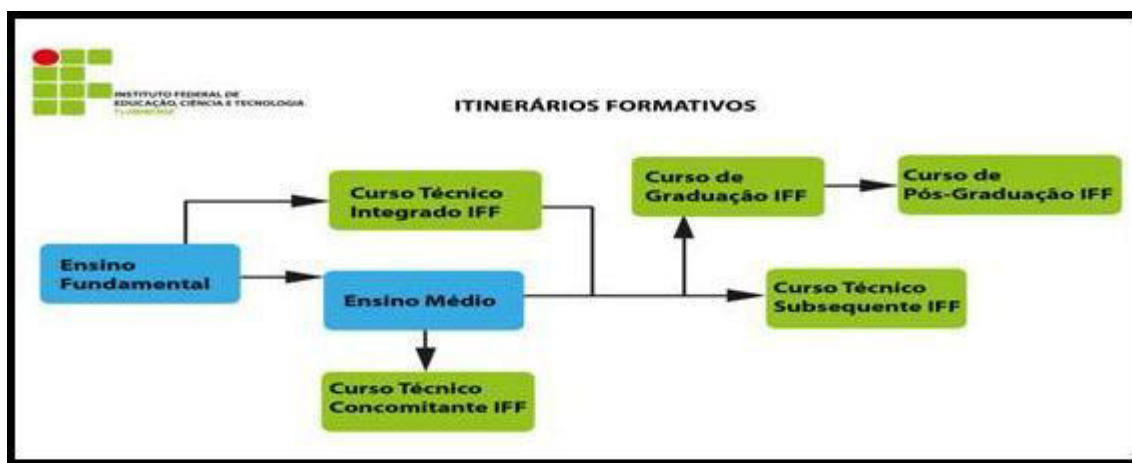 INSTITUTO FEDERAL DE
EDUCAÇÃO, CIÊNCIA E TECNOLOGIA
FLUMINENSE
ITINERÁRIOS FORMATIVOS
Curso Técnico
Integrado IFF
Curso de
Graduação IFF
Curso de
Pós-Graduação IFF
Ensino
Fundamental
Ensino Médio
Curso Técnico
Subsequente IFF
Curso Técnico
Concomitante IFF